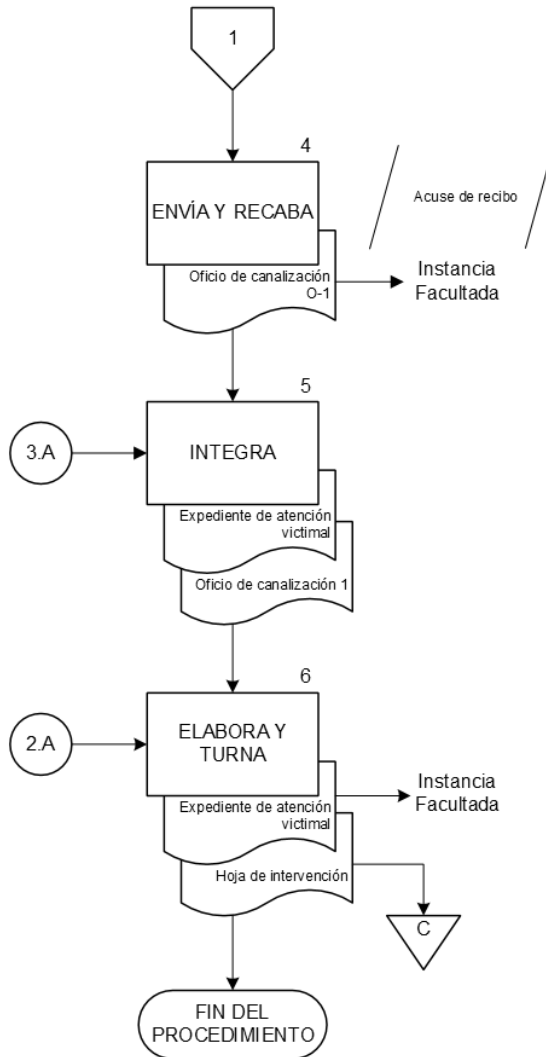 1
4
ENVÍA Y RECABA
Acuse de recibo
Oficio de canalización
O-1
Instancia
Facultada
5
3.A
INTEGRA
Expediente de atención
victimal
Oficio de canalización 1
6
2.A
ELABORA Y
TURNA
Expediente de atención
victimal
Instancia
Facultada
Hoja de intervención
C
FIN DEL
PROCEDIMIENTO